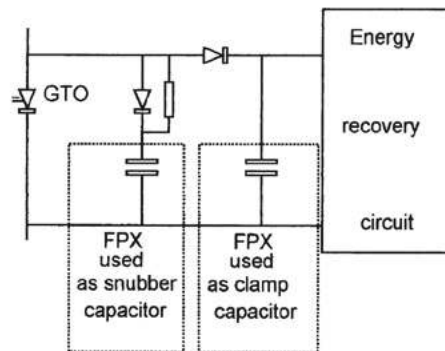 Energy
GTO
recovery
circuit
FPX
used
as snubber
capacitor
FPX
used
as clamp
capacitor